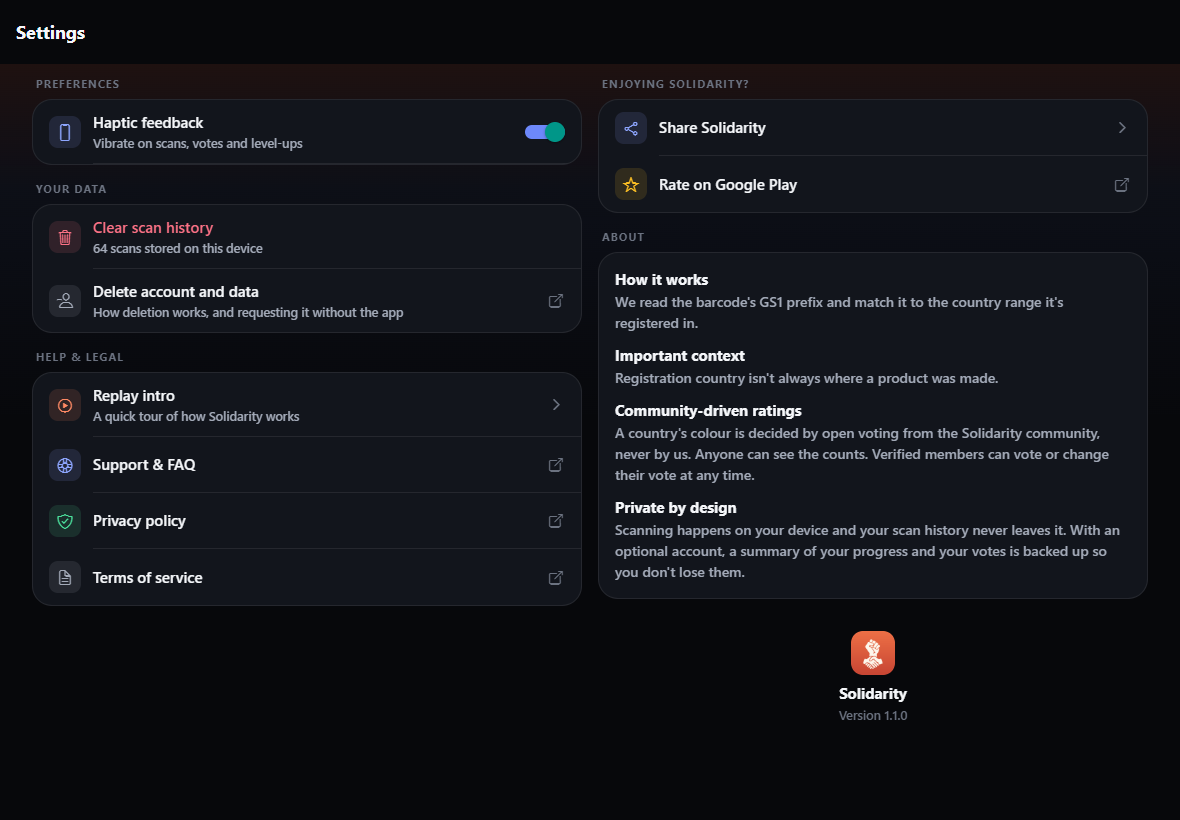 Settings
PREFERENCES
Haptic feedback
Vibrate on scans, votes and level-ups
YOUR DATA
Clear scan history
64 scans stored on this device
Delete account and data
How deletion works, and requesting it without the app
HELP & LEGAL
Replay intro
A quick tour of how Solidarity works
Support & FAQ
Privacy policy
Terms of service
ENJOYING SOLIDARITY?
Share Solidarity
Rate on Google Play
ABOUT
How it works
We read the barcode's GS1 prefix and match it to the country range it's
registered in.
Important context
Registration country isn't always where a product was made.
Community-driven ratings
A country's colour is decided by open voting from the Solidarity community,
never by us. Anyone can see the counts. Verified members can vote or change
their vote at any time.
Private by design
Scanning happens on your device and your scan history never leaves it. With an
optional account, a summary of your progress and your votes is backed up so
you don't lose them.
Solidarity
Version 1.1.0